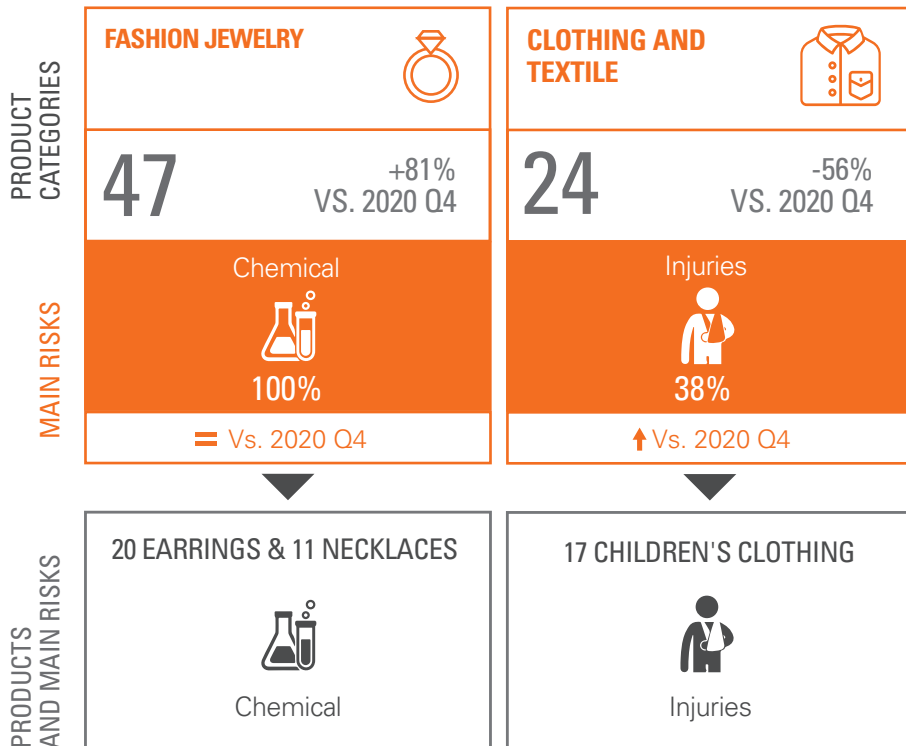 PRODUCT
CATEGORIES
FASHION JEWELRY
47
+81%
VS. 2020 Q4
CLOTHING AND
TEXTILE
24
-56%
VS. 2020 Q4
MAIN RISKS
Chemical
100%
= Vs. 2020 Q4
Injuries
38%
Vs. 2020 Q4
PRODUCTS
AND MAIN RISKS
20 EARRINGS & 11 NECKLACES
Chemical
17 CHILDREN'S CLOTHING
Injuries